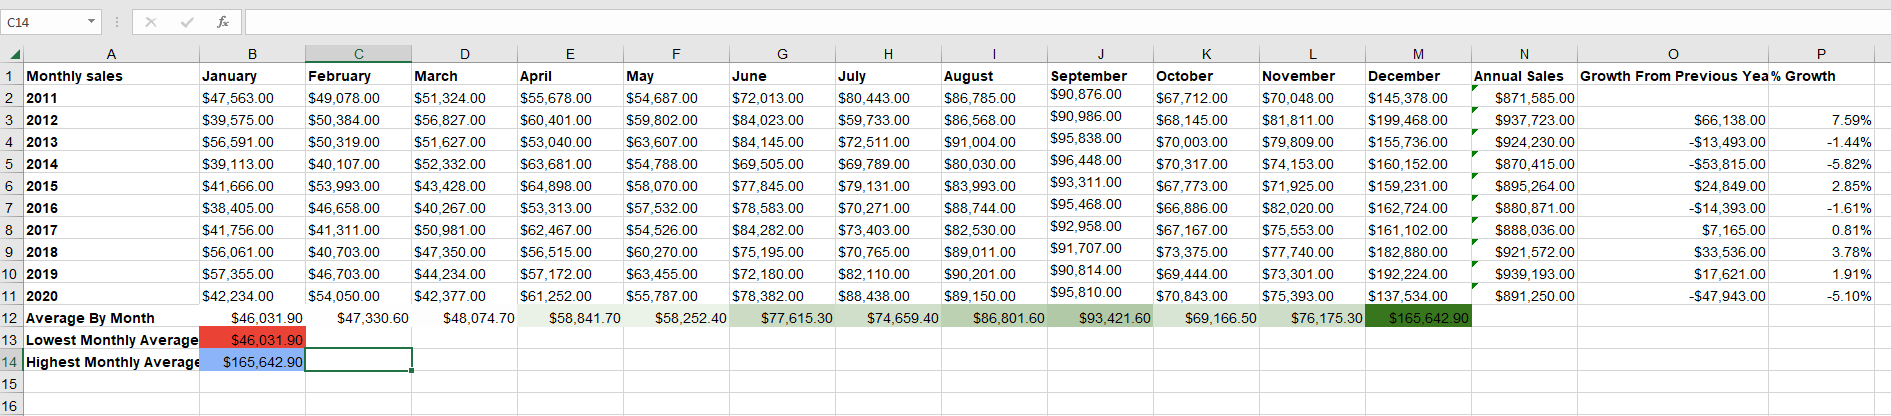 C14 fx
A B C D E F G H I J K L M N O P
1 Monthly sales January February March April May June July August September October November December Annual Sales Growth From Previous Yea % Growth
2 2011 $47,563.00 $49,078.00 $51,324.00 $55,678.00 $54,687.00 $72,013.00 $80,443.00 $86,785.00 $90,876.00 $67,712.00 $70,048.00 $145,378.00 $871,585.00
3 2012 $39,575.00 $50,384.00 $56,827.00 $60,401.00 $59,802.00 $84,023.00 $59,733.00 $86,568.00 $90,986.00 $68,145.00 $81,811.00 $199,468.00 $937,723.00 $66,138.00 7.59%
4 2013 $56,591.00 $50,319.00 $51,627.00 $53,040.00 $63,607.00 $84,145.00 $72,511.00 $91,004.00 $95,838.00 $70,003.00 $79,809.00 $155,736.00 $924,230.00 -$13,493.00 -1.44%
5 2014 $39,113.00 $40,107.00 $52,332.00 $63,681.00 $54,788.00 $69,505.00 $69,789.00 $80,030.00 $96,448.00 $70,317.00 $74,153.00 $160,152.00 $870,415.00 -$53,815.00 -5.82%
6 2015 $41,666.00 $53,993.00 $43,428.00 $64,898.00 $58,070.00 $77,845.00 $79,131.00 $83,993.00 $93,311.00 $67,773.00 $71,925.00 $159,231.00 $895,264.00 $24,849.00 2.85%
7 2016 $38,405.00 $46,658.00 $40,267.00 $53,313.00 $57,532.00 $78,583.00 $70,271.00 $88,744.00 $95,468.00 $66,886.00 $82,020.00 $162,724.00 $880,871.00 -$14,393.00 -1.61%
8 2017 $41,756.00 $41,311.00 $50,981.00 $62,467.00 $54,526.00 $84,282.00 $73,403.00 $82,530.00 $92,958.00 $67,167.00 $75,553.00 $161,102.00 $888,036.00 $7,165.00 0.81%
9 2018 $56,061.00 $40,703.00 $47,350.00 $56,515.00 $60,270.00 $75,195.00 $70,765.00 $89,011.00 $91,707.00 $73,375.00 $77,740.00 $182,880.00 $921,572.00 $33,536.00 3.78%
10 2019 $57,355.00 $46,703.00 $44,234.00 $57,172.00 $63,455.00 $72,180.00 $82,110.00 $90,201.00 $90,814.00 $69,444.00 $73,301.00 $192,224.00 $939,193.00 $17,621.00 1.91%
11 2020 $42,234.00 $54,050.00 $42,377.00 $61,252.00 $55,787.00 $78,382.00 $88,438.00 $89,150.00 $95,810.00 $70,843.00 $75,393.00 $137,534.00 $891,250.00 -$47,943.00 -5.10%
12 Average By Month $46,031.90 $47,330.60 $48,074.70 $58,841.70 $58,252.40 $77,615.30 $74,659.40 $86,801.60 $93,421.60 $69,166.50 $76,175.30 $165,642.90
13 Lowest Monthly Average $46,031.90
14 Highest Monthly Average $165,642.90
15
16